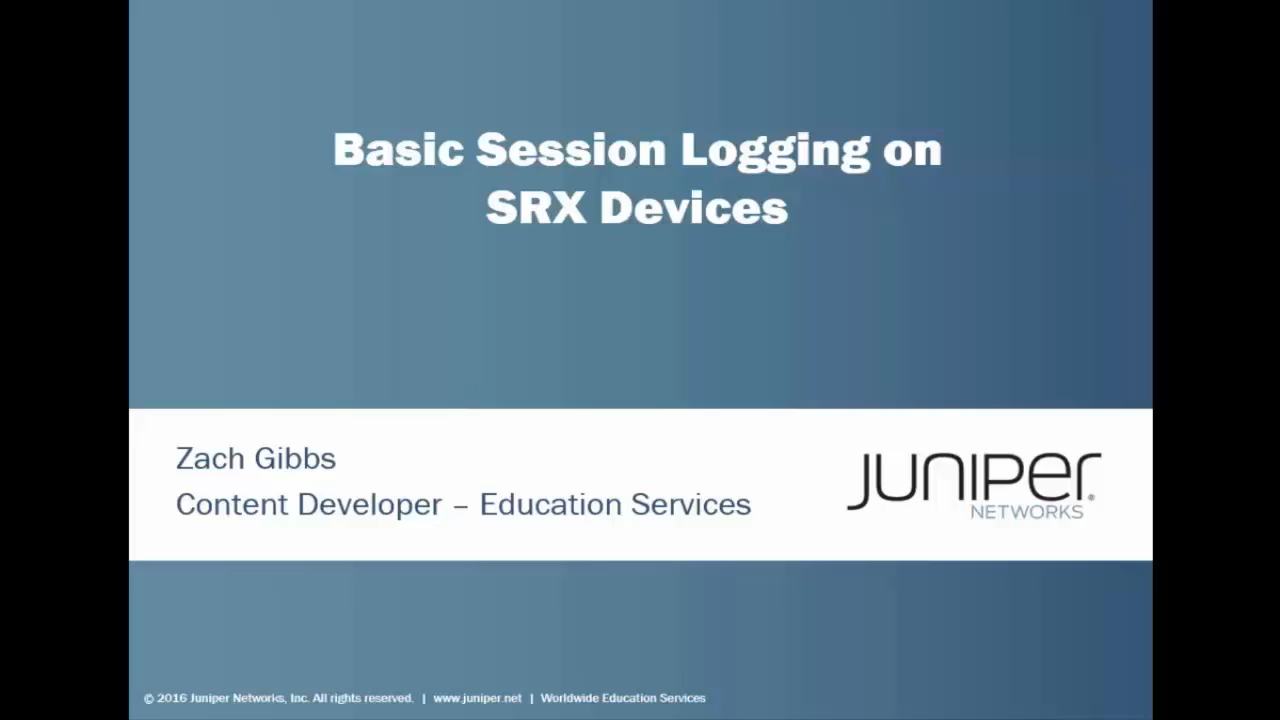 Basic Session Logging on
SRX Devices
Zach Gibbs
Content Developer – Education Services
JUNIPER®
NETWORKS
© 2016 Juniper Networks, Inc. All rights reserved. | www.juniper.net | Worldwide Education Services